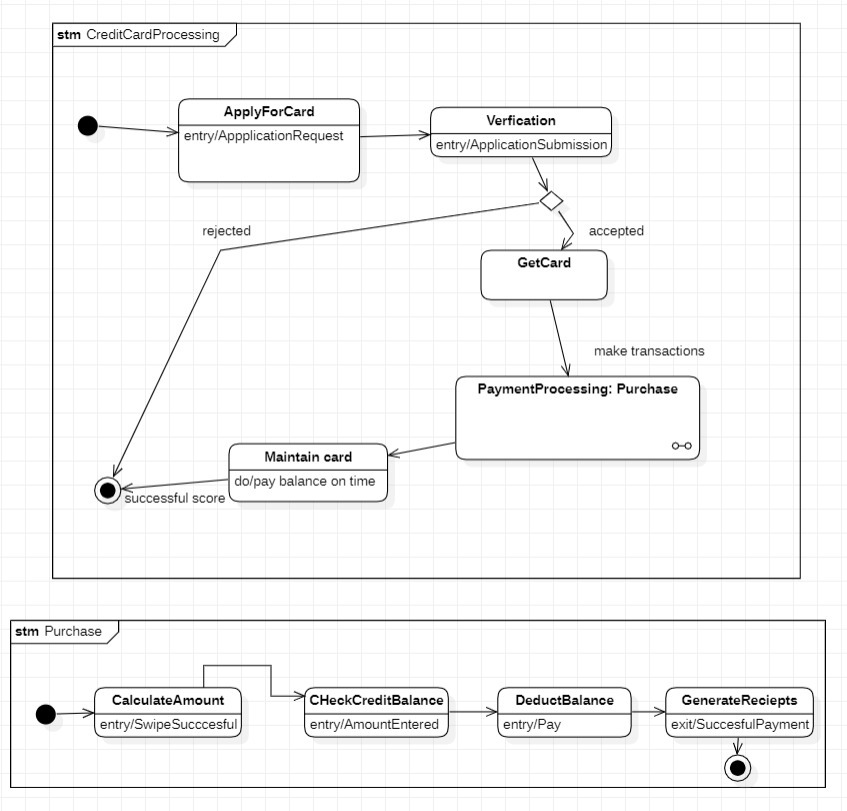 stm CreditCardProcessing
ApplyForCard
entry/AppplicationRequest
Verfication
entry/ApplicationSubmission
rejected
accepted
GetCard
make transactions
PaymentProcessing: Purchase
Maintain card
do/pay balance on time
successful score
stm Purchase
CalculateAmount
entry/SwipeSucccesful
CHeckCreditBalance
entry/AmountEntered
DeductBalance
entry/Pay
GenerateReciepts
exit/SuccesfulPayment